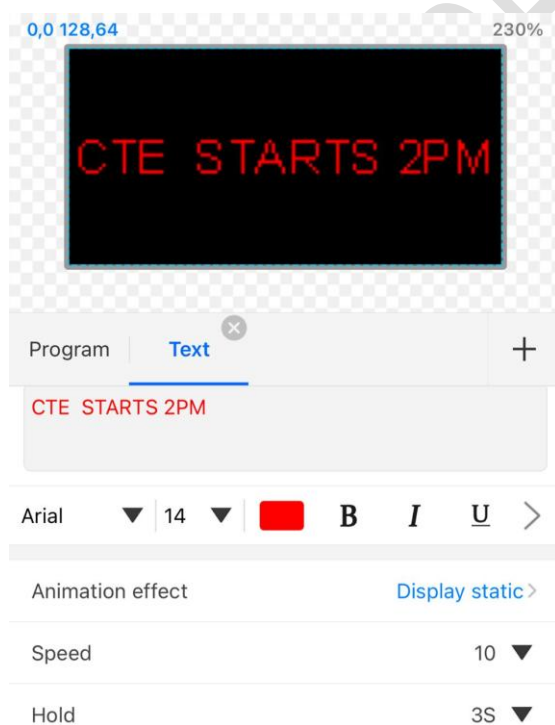 0,0 128,64
230%
CTE STARTS 2PM
Program
Text
CTE STARTS 2PM
Arial
14
B
I
U
Animation effect
Display static
Speed
10
Hold
3S